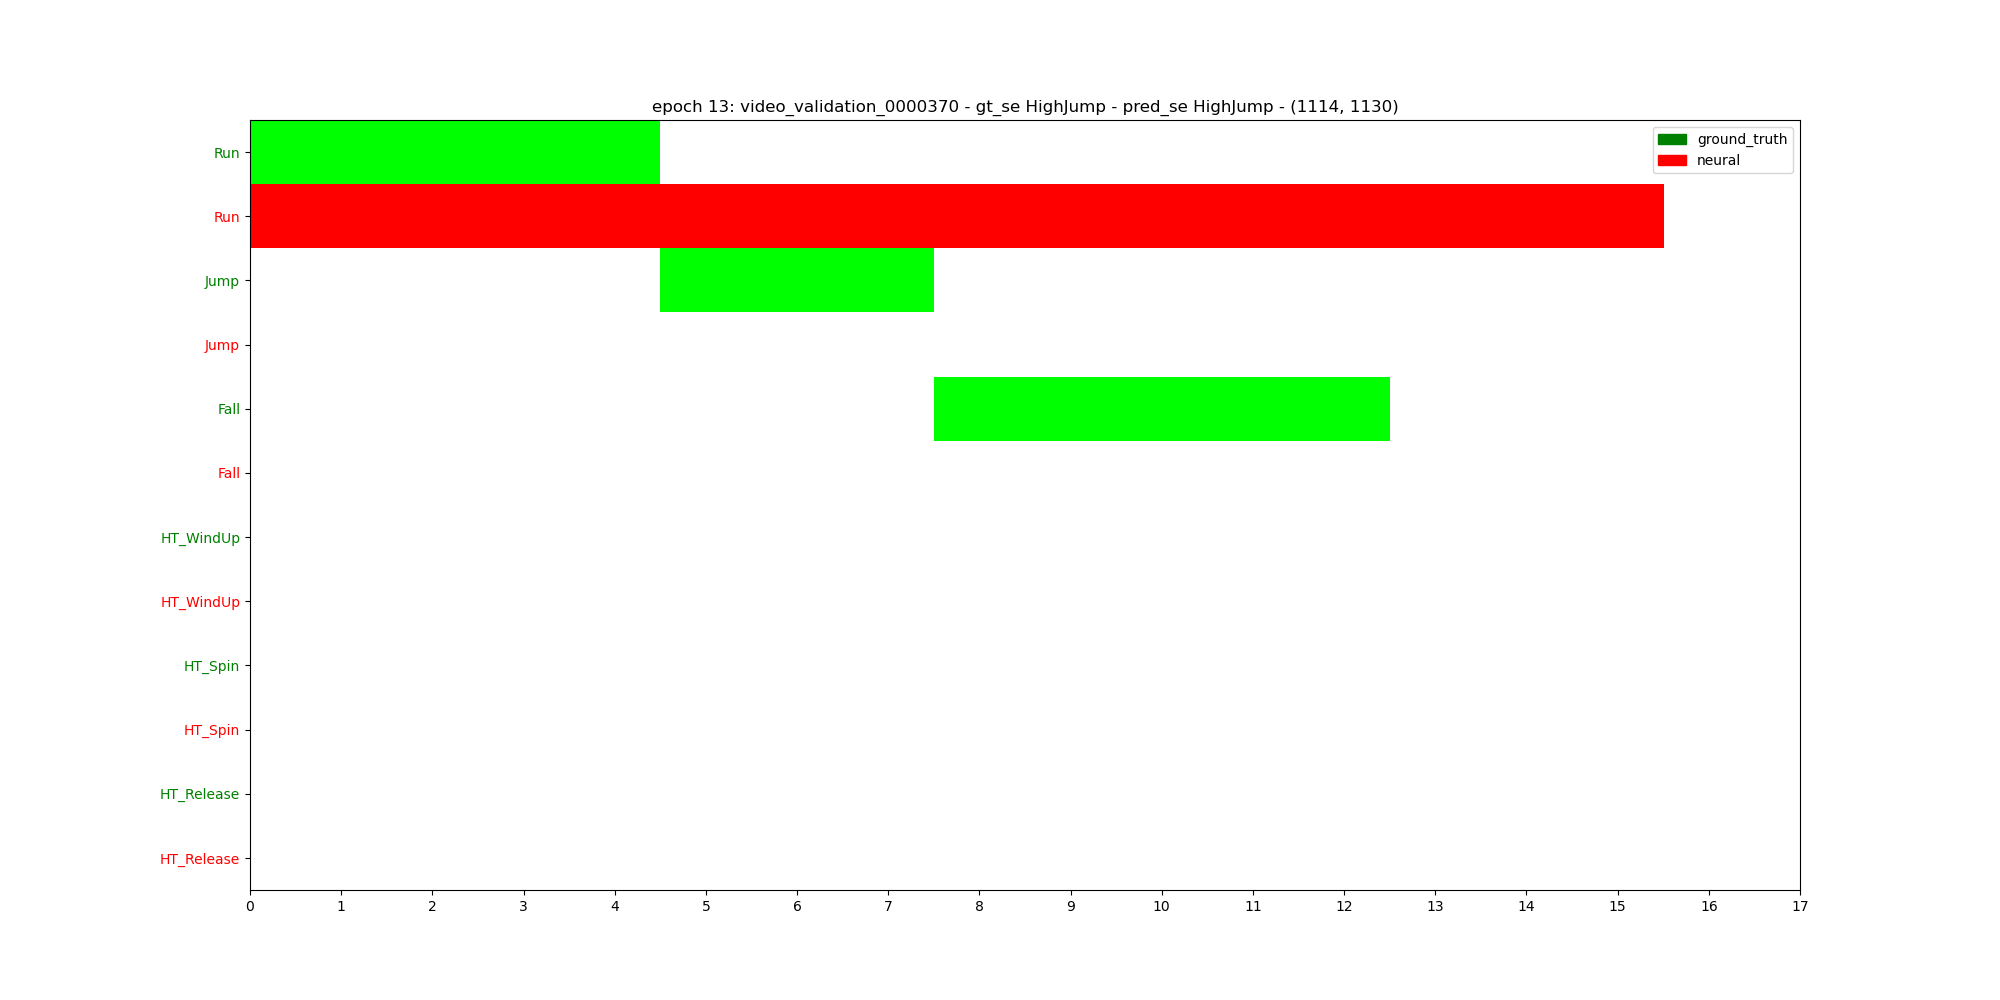 epoch 13: video_validation_0000370 - gt_se HighJump - pred_se HighJump - (1114, 1130)
ground_truth
neural
Run
Run
Jump
Jump
Fall
Fall
HT_WindUp
HT_WindUp
HT_Spin
HT_Spin
HT_Release
HT_Release
0 1 2 3 4 5 6 7 8 9 10 11 12 13 14 15 16 17